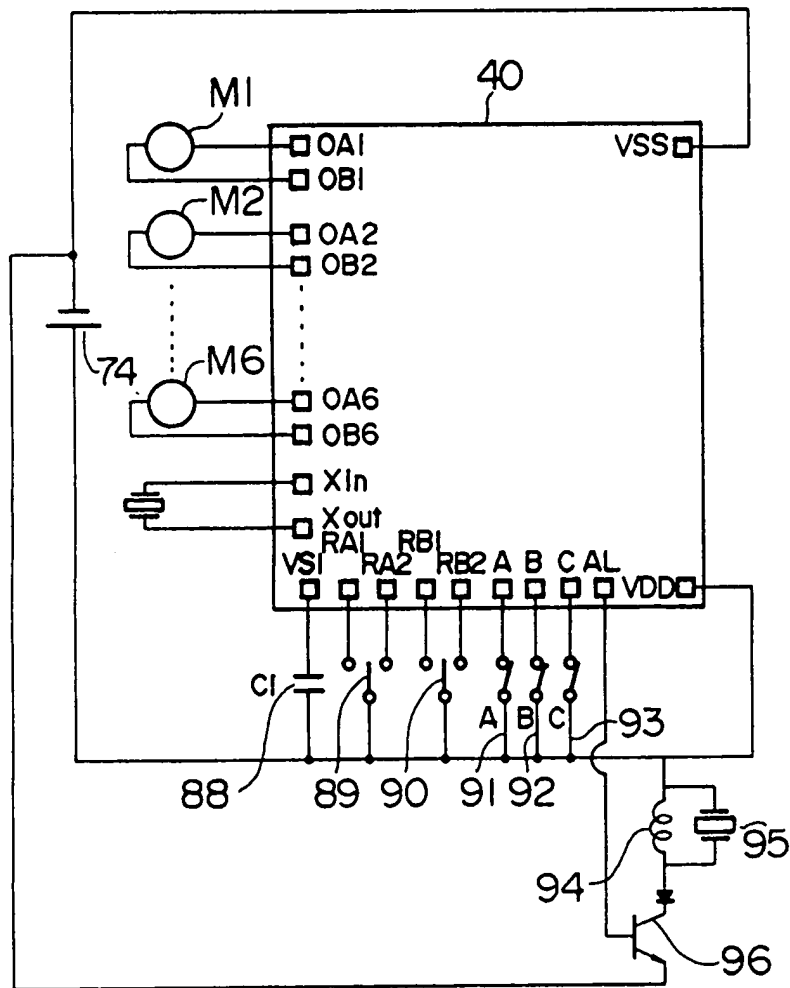 40
M1
OA1
VSS
OB1
M2
OA2
OB2
74
M6
OA6
OB6
XIn
Xout
VS1 RA1 RA2 RB1 RB2 A B C AL VDD
C1
A B C
88 89 90 91 92 93
94 95
96